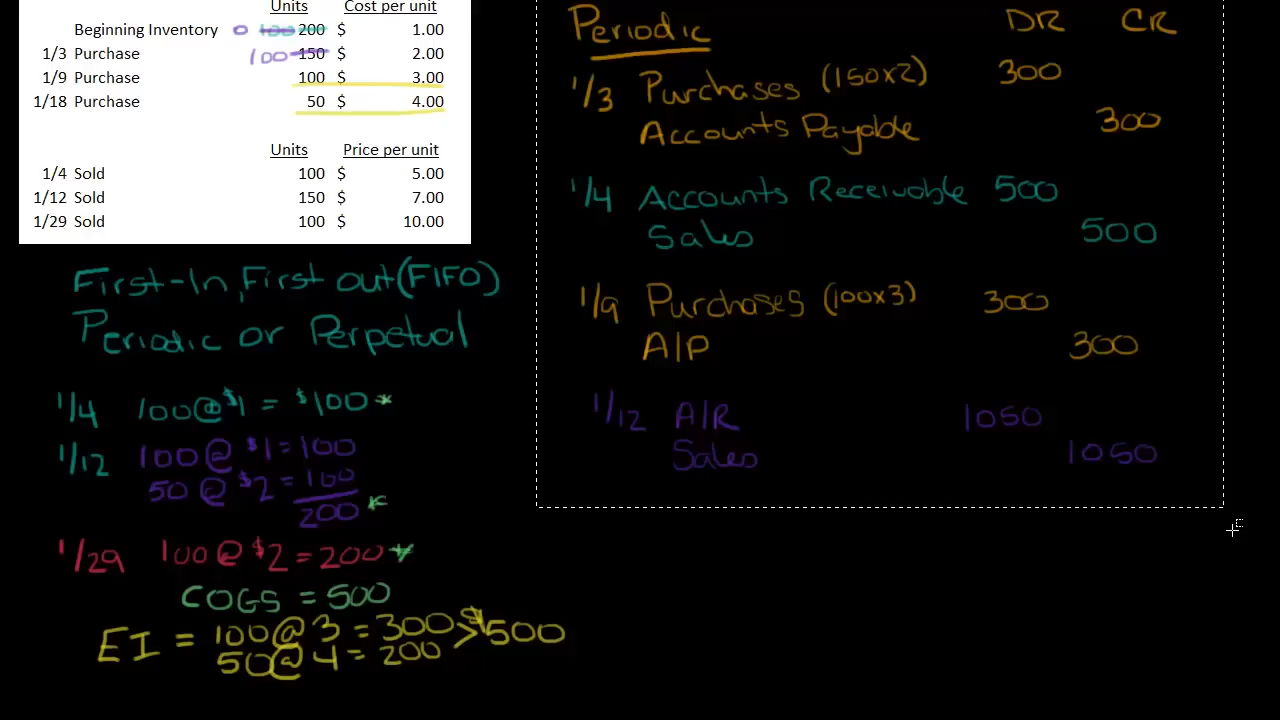 Units Cost per unit
Beginning Inventory 0 100 200 $ 1.00
1/3 Purchase 100 150 $ 2.00
1/9 Purchase 100 $ 3.00
1/18 Purchase 50 $ 4.00
Units Price per unit
1/4 Sold 100 $ 5.00
1/12 Sold 150 $ 7.00
1/29 Sold 100 $ 10.00
First-In, First out (FIFO)
Periodic or Perpetual
1/4 100@$1 = $100*
1/12 100@ $1=100
50@ $2 = 100
200*
1/29 100@ $2=200*
COGS = 500
EI = 100@ 3 = 300 > $500
50@ 4 = 200
Periodic DR CR
1/3 Purchases (150x2) 300
Accounts Payable 300
1/4 Accounts Receivable 500
Sales 500
1/9 Purchases (100x3) 300
A/P 300
1/12 A/R 1050
Sales 1050